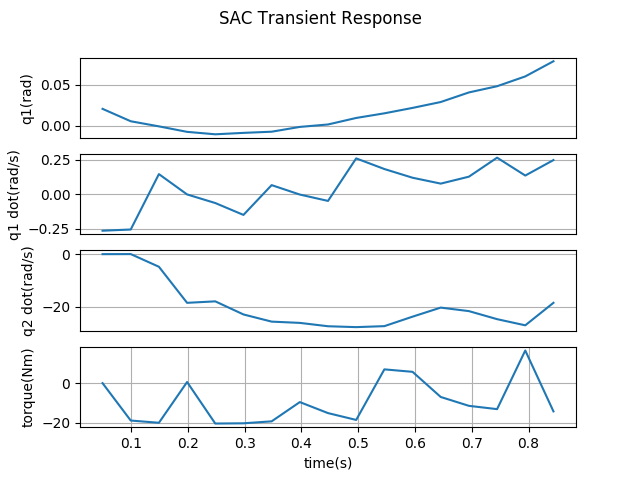 SAC Transient Response
q1(rad)
0.05
0.00
q1 dot(rad/s)
0.25
0.00
−0.25
q2 dot(rad/s)
0
−20
torque(Nm)
0
−20
0.1 0.2 0.3 0.4 0.5 0.6 0.7 0.8
time(s)